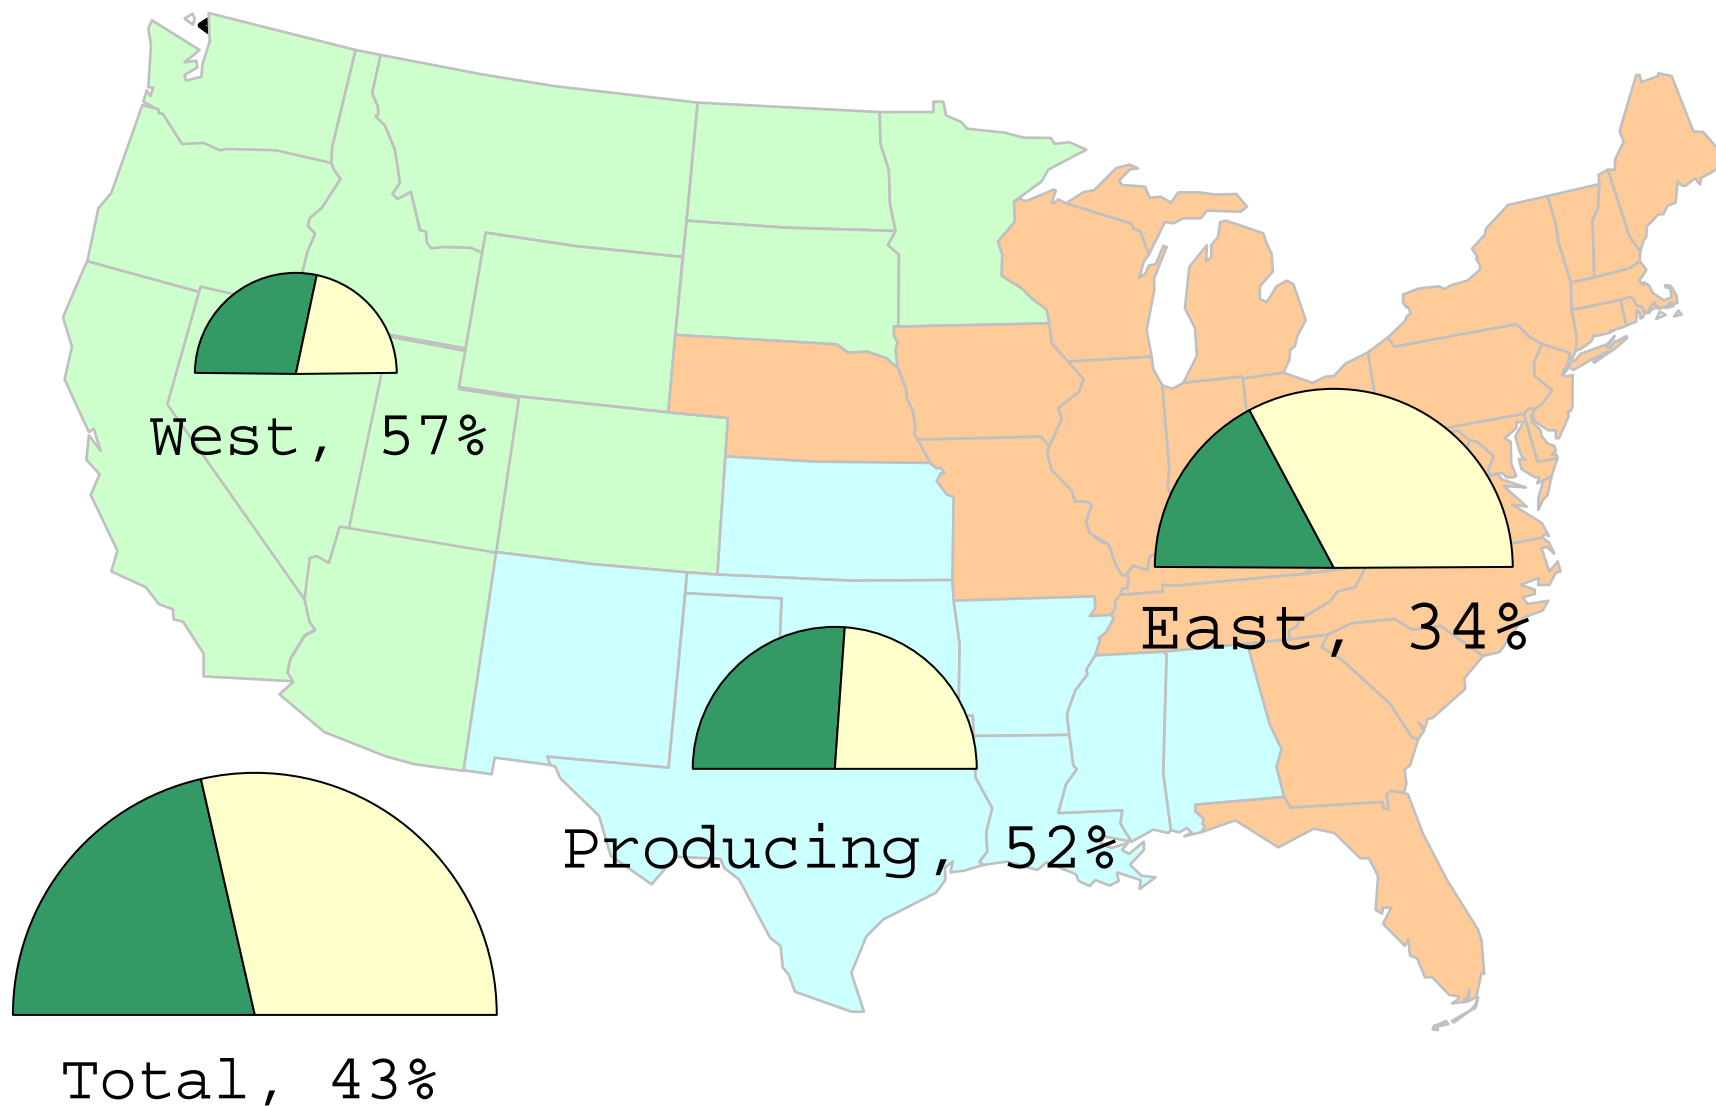 West, 57%
East, 34%
Producing, 52%
Total, 43%